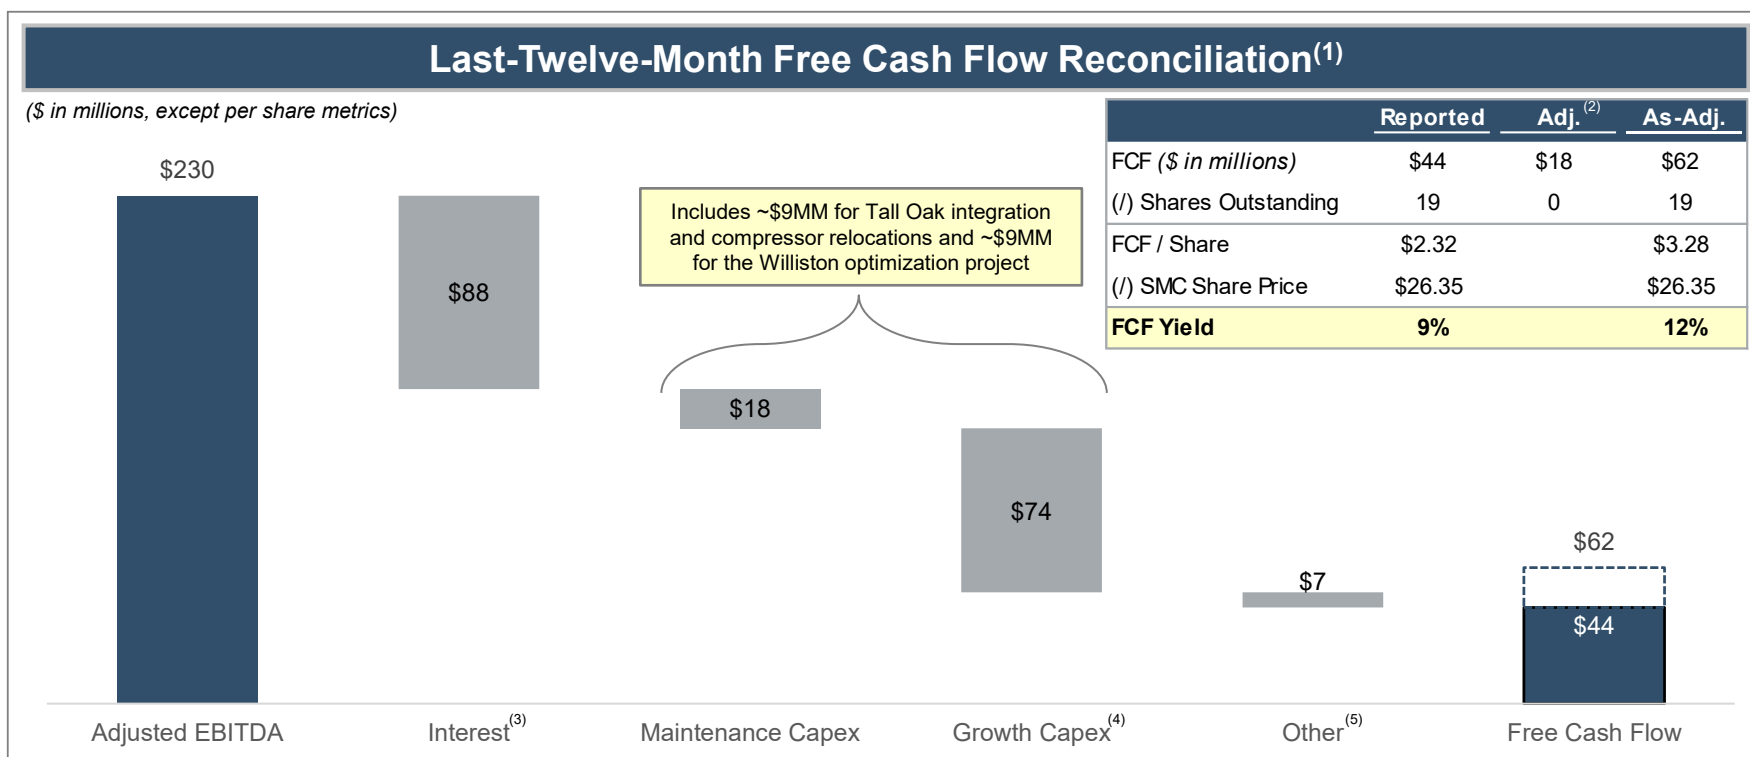 Last-Twelve-Month Free Cash Flow Reconciliation(1)
($ in millions, except per share metrics)
Reported Adj. (2) As-Adj.
FCF ($ in millions) $44 $18 $62
(/) Shares Outstanding 19 0 19
FCF / Share $2.32 $3.28
(/) SMC Share Price $26.35 $26.35
FCF Yield 9% 12%
$230
$88
Includes ~$9MM for Tall Oak integration
and compressor relocations and ~$9MM
for the Williston optimization project
$18
$74
$7
$62
$44
Adjusted EBITDA Interest(3) Maintenance Capex Growth Capex(4) Other(5) Free Cash Flow